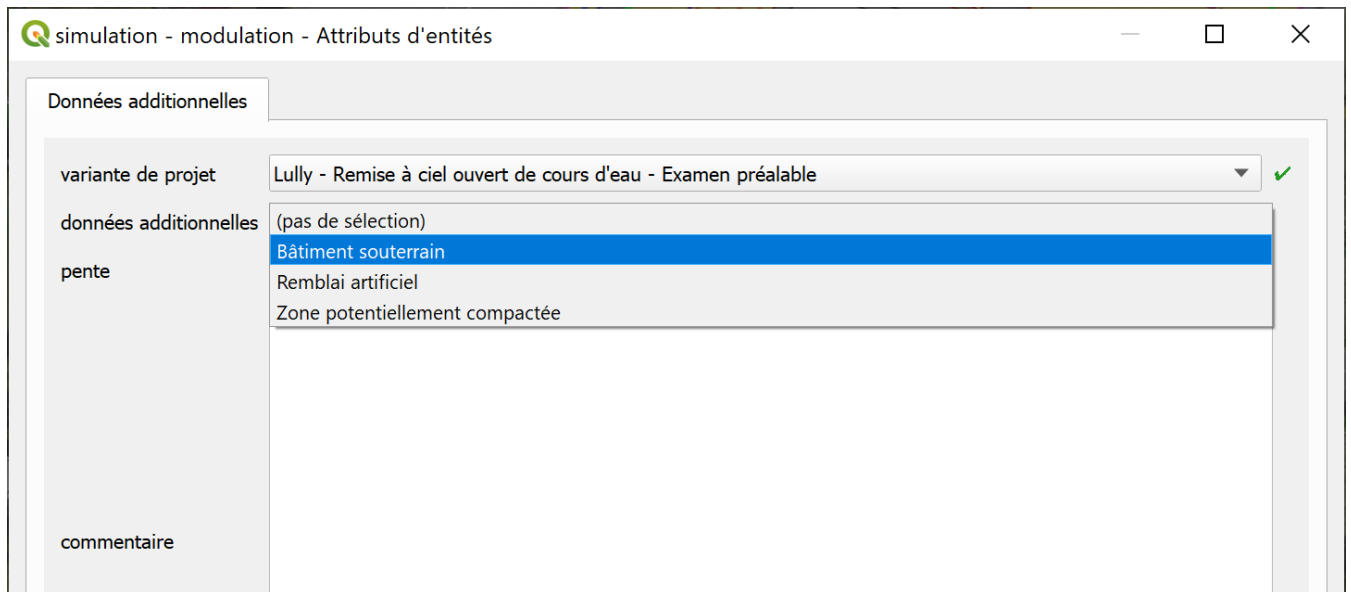 simulation - modulation - Attributs d'entités
Données additionnelles
variante de projet Lully - Remise à ciel ouvert de cours d'eau - Examen préalable
données additionnelles (pas de sélection)
Bâtiment souterrain
pente Remblai artificiel
Zone potentiellement compactée
commentaire